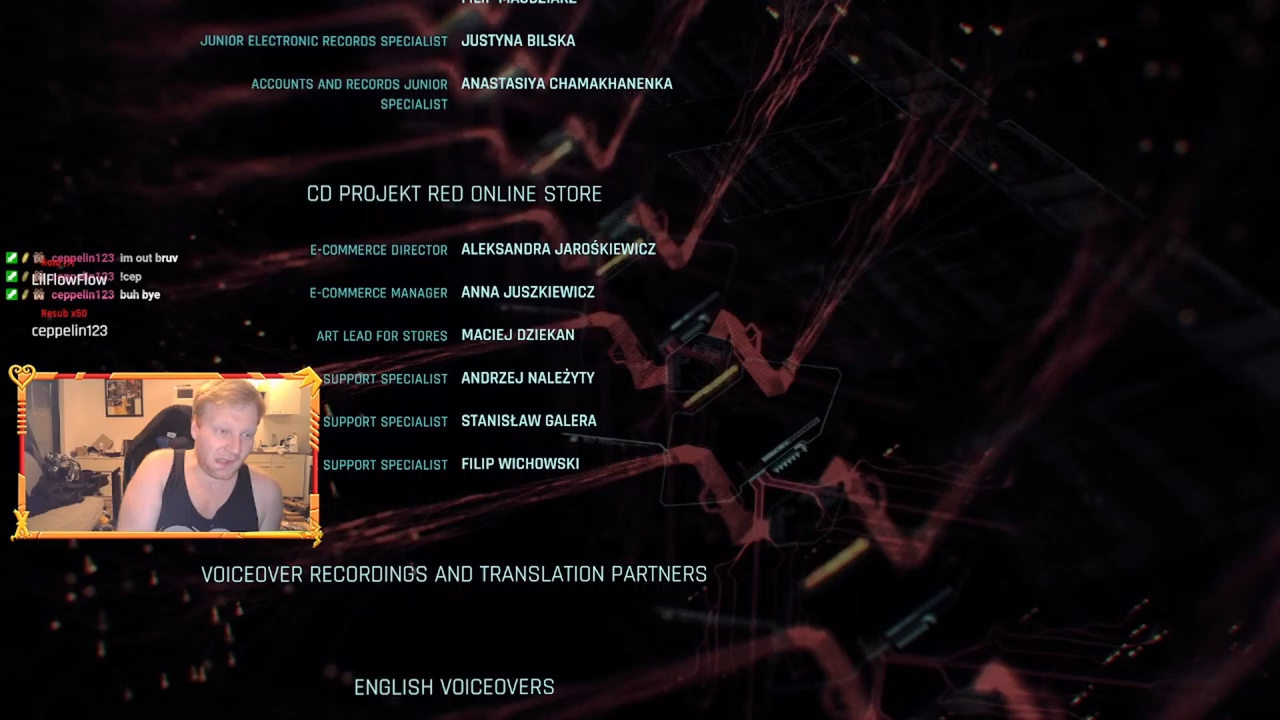 JUNIOR ELECTRONIC RECORDS SPECIALIST JUSTYNA BILSKA
ACCOUNTS AND RECORDS JUNIOR SPECIALIST ANASTASIYA CHAMAKHANENKA
CD PROJEKT RED ONLINE STORE
E-COMMERCE DIRECTOR ALEKSANDRA JAROŚKIEWICZ
E-COMMERCE MANAGER ANNA JUSZKIEWICZ
ART LEAD FOR STORES MACIEJ DZIEKAN
SUPPORT SPECIALIST ANDRZEJ NALEŻYTY
SUPPORT SPECIALIST STANISŁAW GALERA
SUPPORT SPECIALIST FILIP WICHOWSKI
VOICEOVER RECORDINGS AND TRANSLATION PARTNERS
ENGLISH VOICEOVERS
ceppelin123 im out bruv
ceppelin123 !cep
LilFlowFlow
ceppelin123 buh bye
Resub x50
ceppelin123